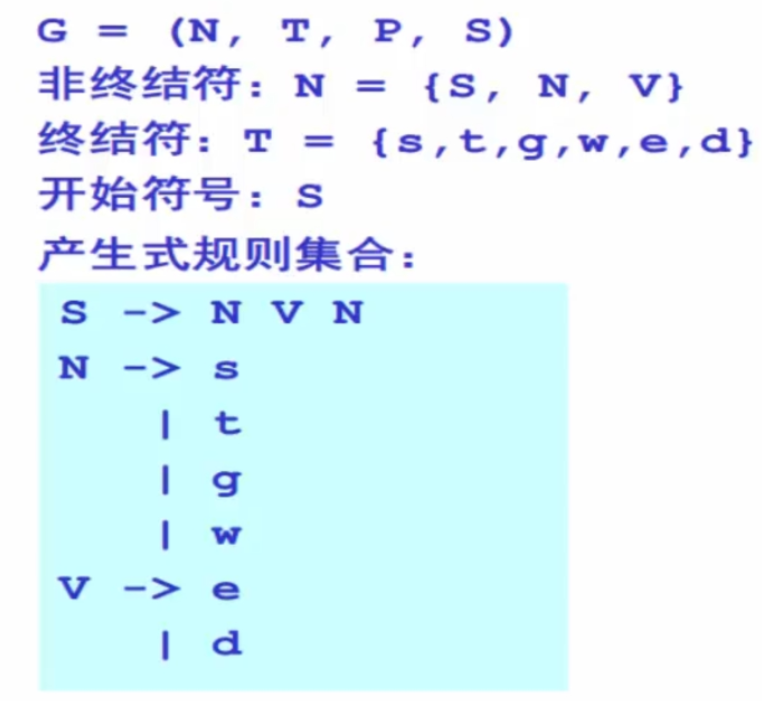 G = (N, T, P, S)
非终结符：N = {S, N, V}
终结符：T = {s,t,g,w,e,d}
开始符号：S
产生式规则集合：
S -> N V N
N -> s
| t
| g
| w
V -> e
| d